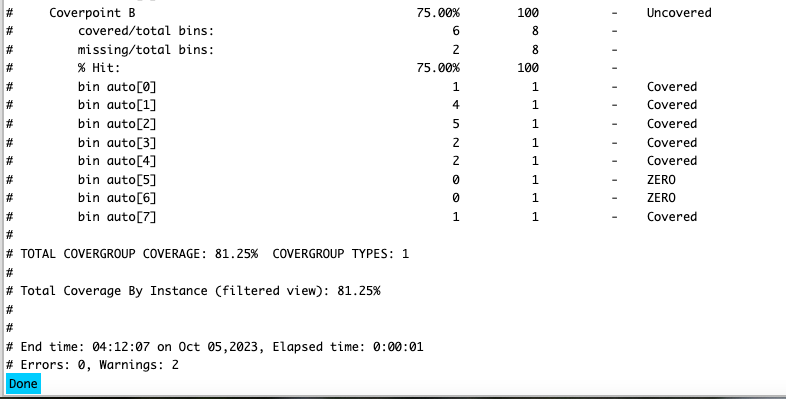 # Coverpoint B 75.00% 100 - Uncovered
# covered/total bins: 6 8 -
# missing/total bins: 2 8 -
# % Hit: 75.00% 100 -
# bin auto[0] 1 1 - Covered
# bin auto[1] 4 1 - Covered
# bin auto[2] 5 1 - Covered
# bin auto[3] 2 1 - Covered
# bin auto[4] 2 1 - Covered
# bin auto[5] 0 1 - ZERO
# bin auto[6] 0 1 - ZERO
# bin auto[7] 1 1 - Covered
#
# TOTAL COVERGROUP COVERAGE: 81.25% COVERGROUP TYPES: 1
#
# Total Coverage By Instance (filtered view): 81.25%
#
#
# End time: 04:12:07 on Oct 05,2023, Elapsed time: 0:00:01
# Errors: 0, Warnings: 2
Done